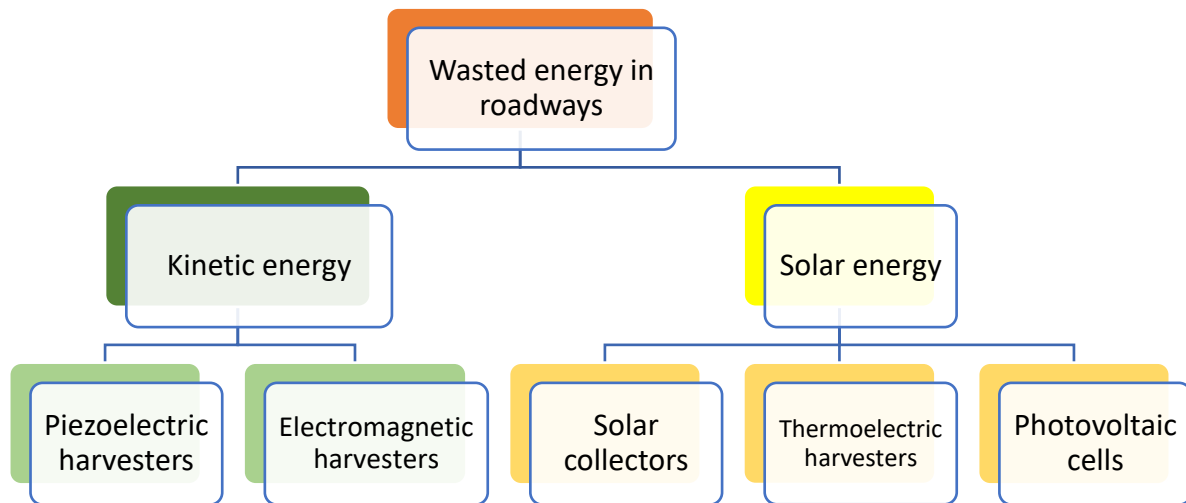 Wasted energy in
roadways
Kinetic energy
Solar energy
Piezoelectric
harvesters
Electromagnetic
harvesters
Solar
collectors
Thermoelectric
harvesters
Photovoltaic
cells